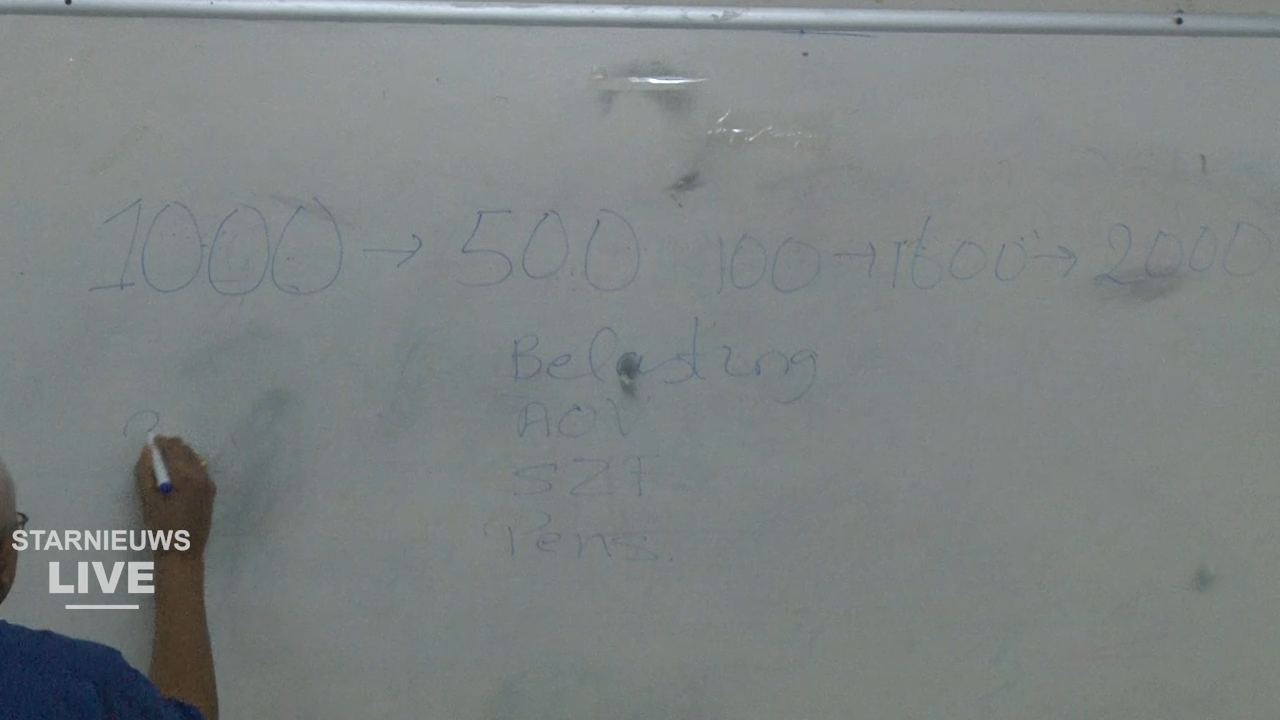 1000 → 500 100 → 1600 → 2000
Belasting
AOV
SZF
Pens.
STARNIEUWS
LIVE